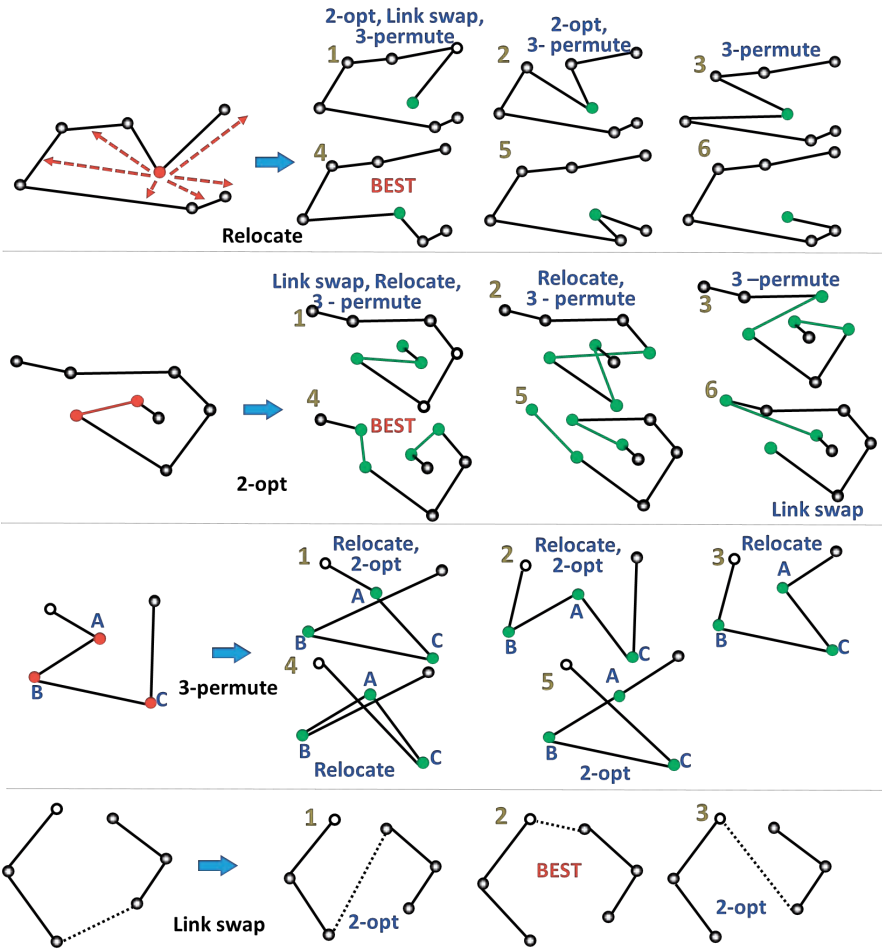 2-opt, Link swap,
3-permute
1
2-opt,
3- permute
2
3-permute
3
4
BEST
5
6
Relocate
Link swap, Relocate,
3 - permute
1
Relocate,
3 - permute
2
3 –permute
3
4
BEST
5
6
2-opt
Link swap
1
Relocate,
2-opt
A
B
C
2
Relocate,
2-opt
A
B
C
3
Relocate
A
B
C
A
B
C
3-permute
4
A
B
C
Relocate
5
A
B
C
2-opt
1
2-opt
2
BEST
3
2-opt
Link swap